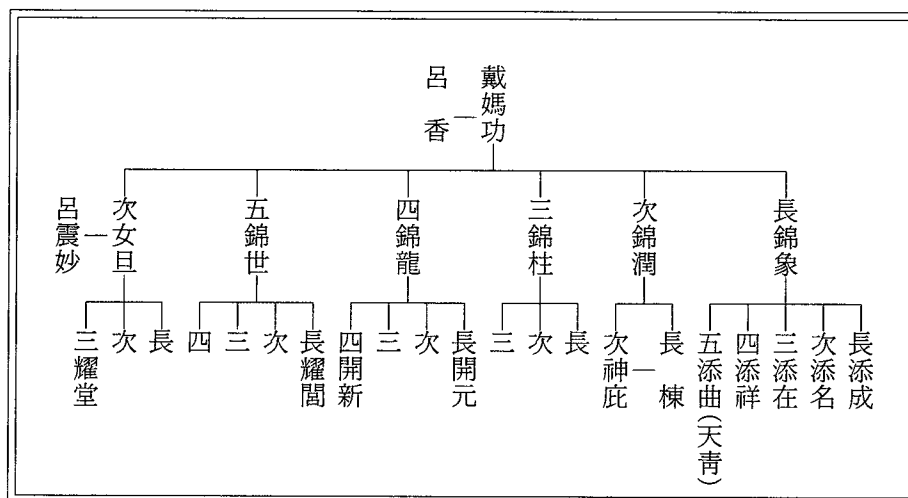 戴媽功
呂香
長錦象
次錦潤
三錦柱
四錦龍
五錦世
次女旦
呂震妙
長添成
次添名
三添在
四添祥
五添曲(天靑)
長棟
次神庇
長
次
三
長開元
次
三
四開新
長耀閭
次
三
四
長
次
三耀堂